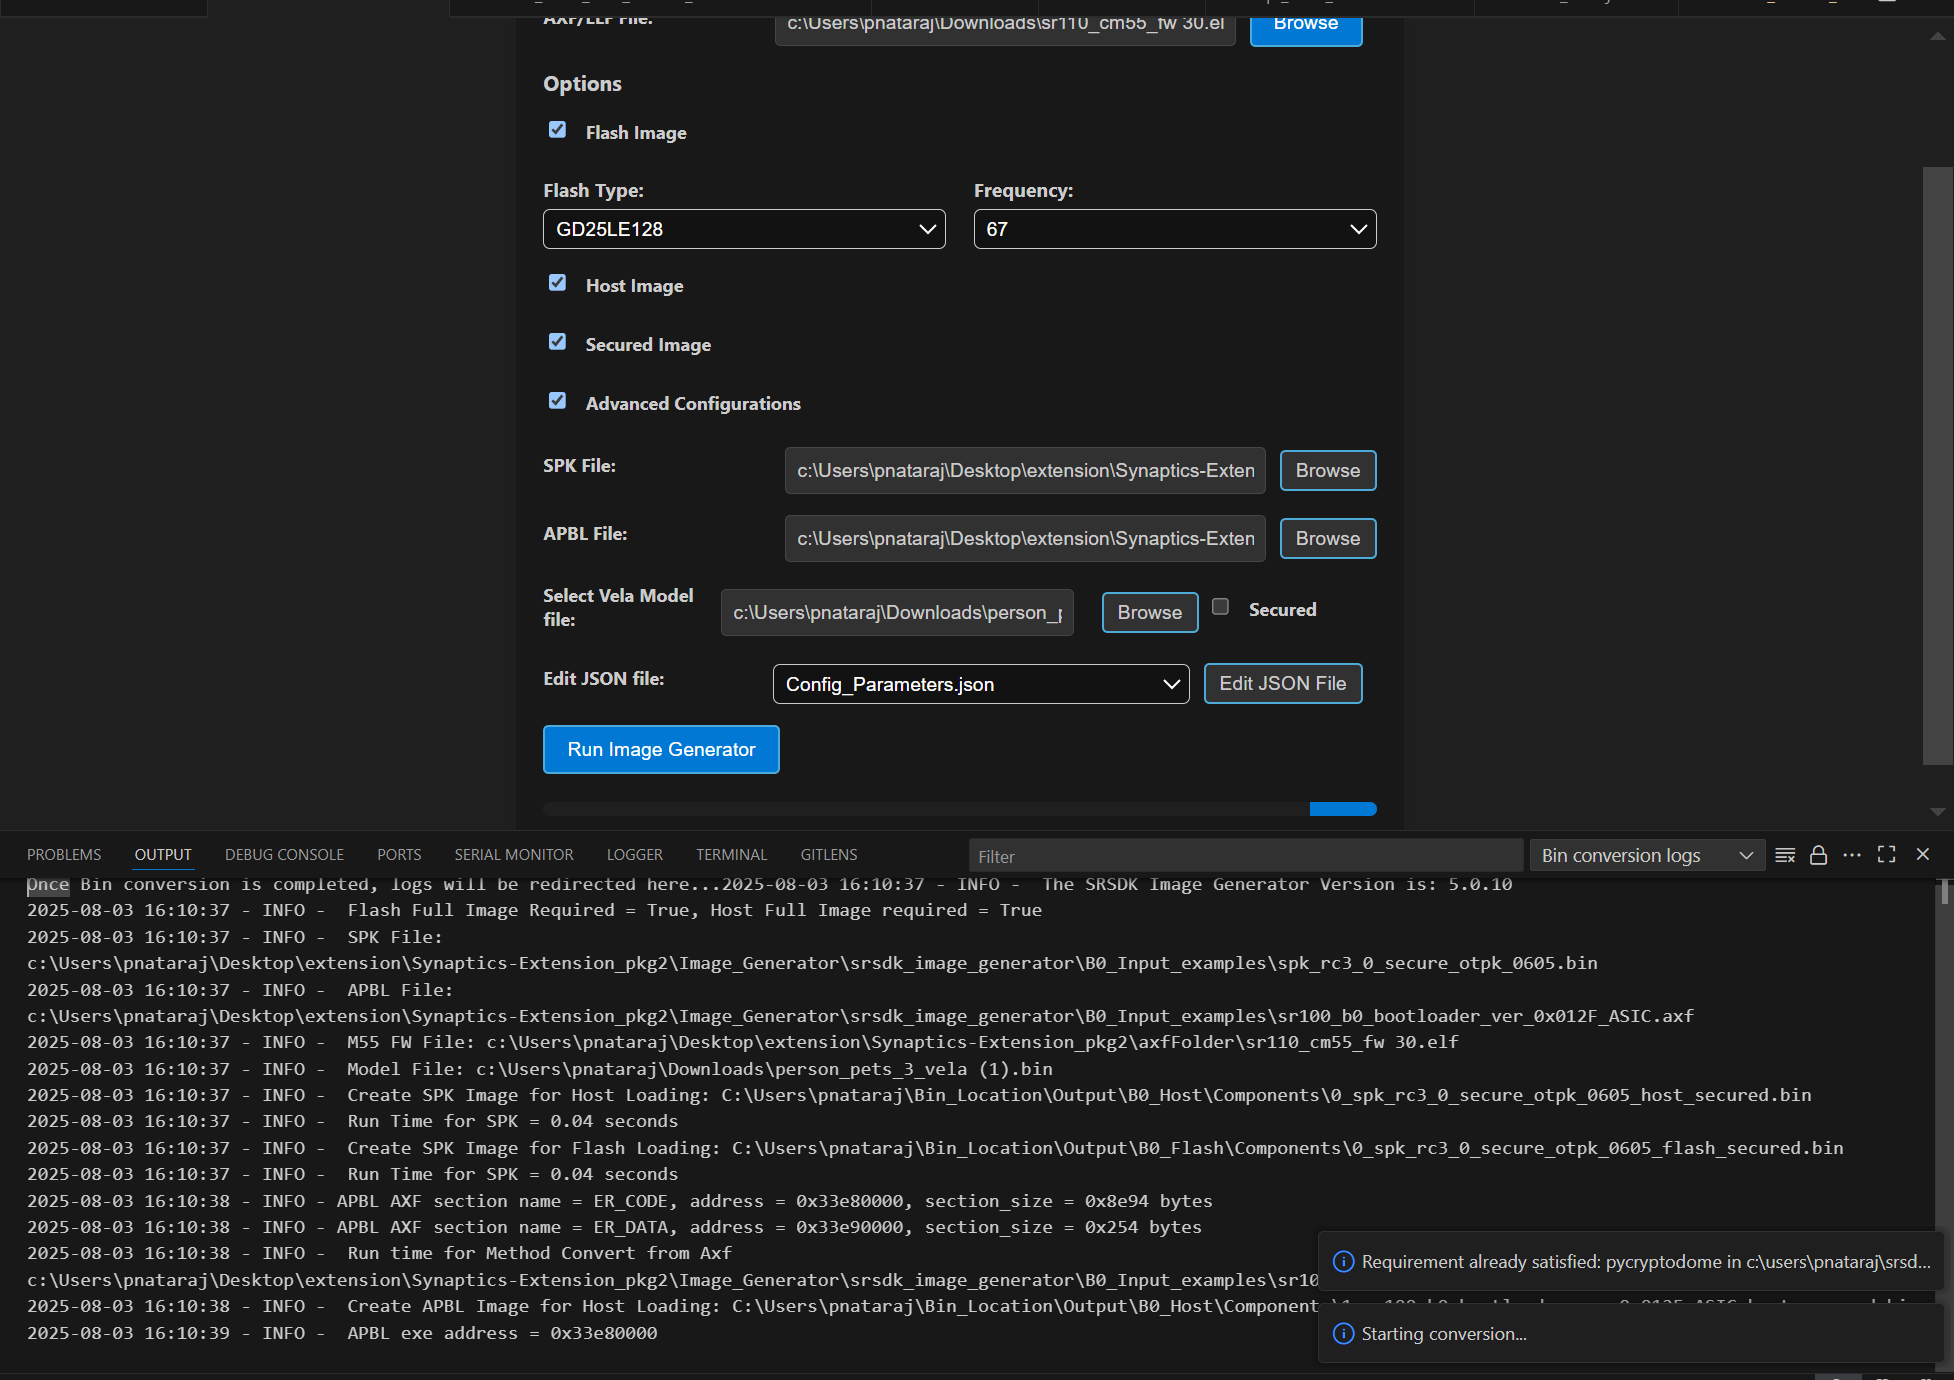 AXF/ELF File:
c:\Users\pnataraj\Downloads\sr110_cm55_fw 30.el
Browse
Options
Flash Image
Flash Type:
Frequency:
GD25LE128
67
Host Image
Secured Image
Advanced Configurations
SPK File:
c:\Users\pnataraj\Desktop\extension\Synaptics-Exten
Browse
APBL File:
c:\Users\pnataraj\Desktop\extension\Synaptics-Exten
Browse
Select Vela Model
file:
c:\Users\pnataraj\Downloads\person_p
Browse
Secured
Edit JSON file:
Config_Parameters.json
Edit JSON File
Run Image Generator
PROBLEMS OUTPUT DEBUG CONSOLE PORTS SERIAL MONITOR LOGGER TERMINAL GITLENS
Filter
Bin conversion logs
Once Bin conversion is completed, logs will be redirected here...2025-08-03 16:10:37 - INFO -  The SRSDK Image Generator Version is: 5.0.10
2025-08-03 16:10:37 - INFO -  Flash Full Image Required = True, Host Full Image required = True
2025-08-03 16:10:37 - INFO -  SPK File:
c:\Users\pnataraj\Desktop\extension\Synaptics-Extension_pkg2\Image_Generator\srsdk_image_generator\B0_Input_examples\spk_rc3_0_secure_otpk_0605.bin
2025-08-03 16:10:37 - INFO -  APBL File:
c:\Users\pnataraj\Desktop\extension\Synaptics-Extension_pkg2\Image_Generator\srsdk_image_generator\B0_Input_examples\sr100_b0_bootloader_ver_0x012F_ASIC.axf
2025-08-03 16:10:37 - INFO -  M55 FW File: c:\Users\pnataraj\Desktop\extension\Synaptics-Extension_pkg2\axfFolder\sr110_cm55_fw 30.elf
2025-08-03 16:10:37 - INFO -  Model File: c:\Users\pnataraj\Downloads\person_pets_3_vela (1).bin
2025-08-03 16:10:37 - INFO -  Create SPK Image for Host Loading: C:\Users\pnataraj\Bin_Location\Output\B0_Host\Components\0_spk_rc3_0_secure_otpk_0605_host_secured.bin
2025-08-03 16:10:37 - INFO -  Run Time for SPK = 0.04 seconds
2025-08-03 16:10:37 - INFO -  Create SPK Image for Flash Loading: C:\Users\pnataraj\Bin_Location\Output\B0_Flash\Components\0_spk_rc3_0_secure_otpk_0605_flash_secured.bin
2025-08-03 16:10:37 - INFO -  Run Time for SPK = 0.04 seconds
2025-08-03 16:10:38 - INFO - APBL AXF section name = ER_CODE, address = 0x33e80000, section_size = 0x8e94 bytes
2025-08-03 16:10:38 - INFO - APBL AXF section name = ER_DATA, address = 0x33e90000, section_size = 0x254 bytes
2025-08-03 16:10:38 - INFO -  Run time for Method Convert from Axf
c:\Users\pnataraj\Desktop\extension\Synaptics-Extension_pkg2\Image_Generator\srsdk_image_generator\B0_Input_examples\sr10
2025-08-03 16:10:38 - INFO -  Create APBL Image for Host Loading: C:\Users\pnataraj\Bin_Location\Output\B0_Host\Component
2025-08-03 16:10:39 - INFO -  APBL exe address = 0x33e80000
Requirement already satisfied: pycryptodome in c:\users\pnataraj\srsd...
Starting conversion...